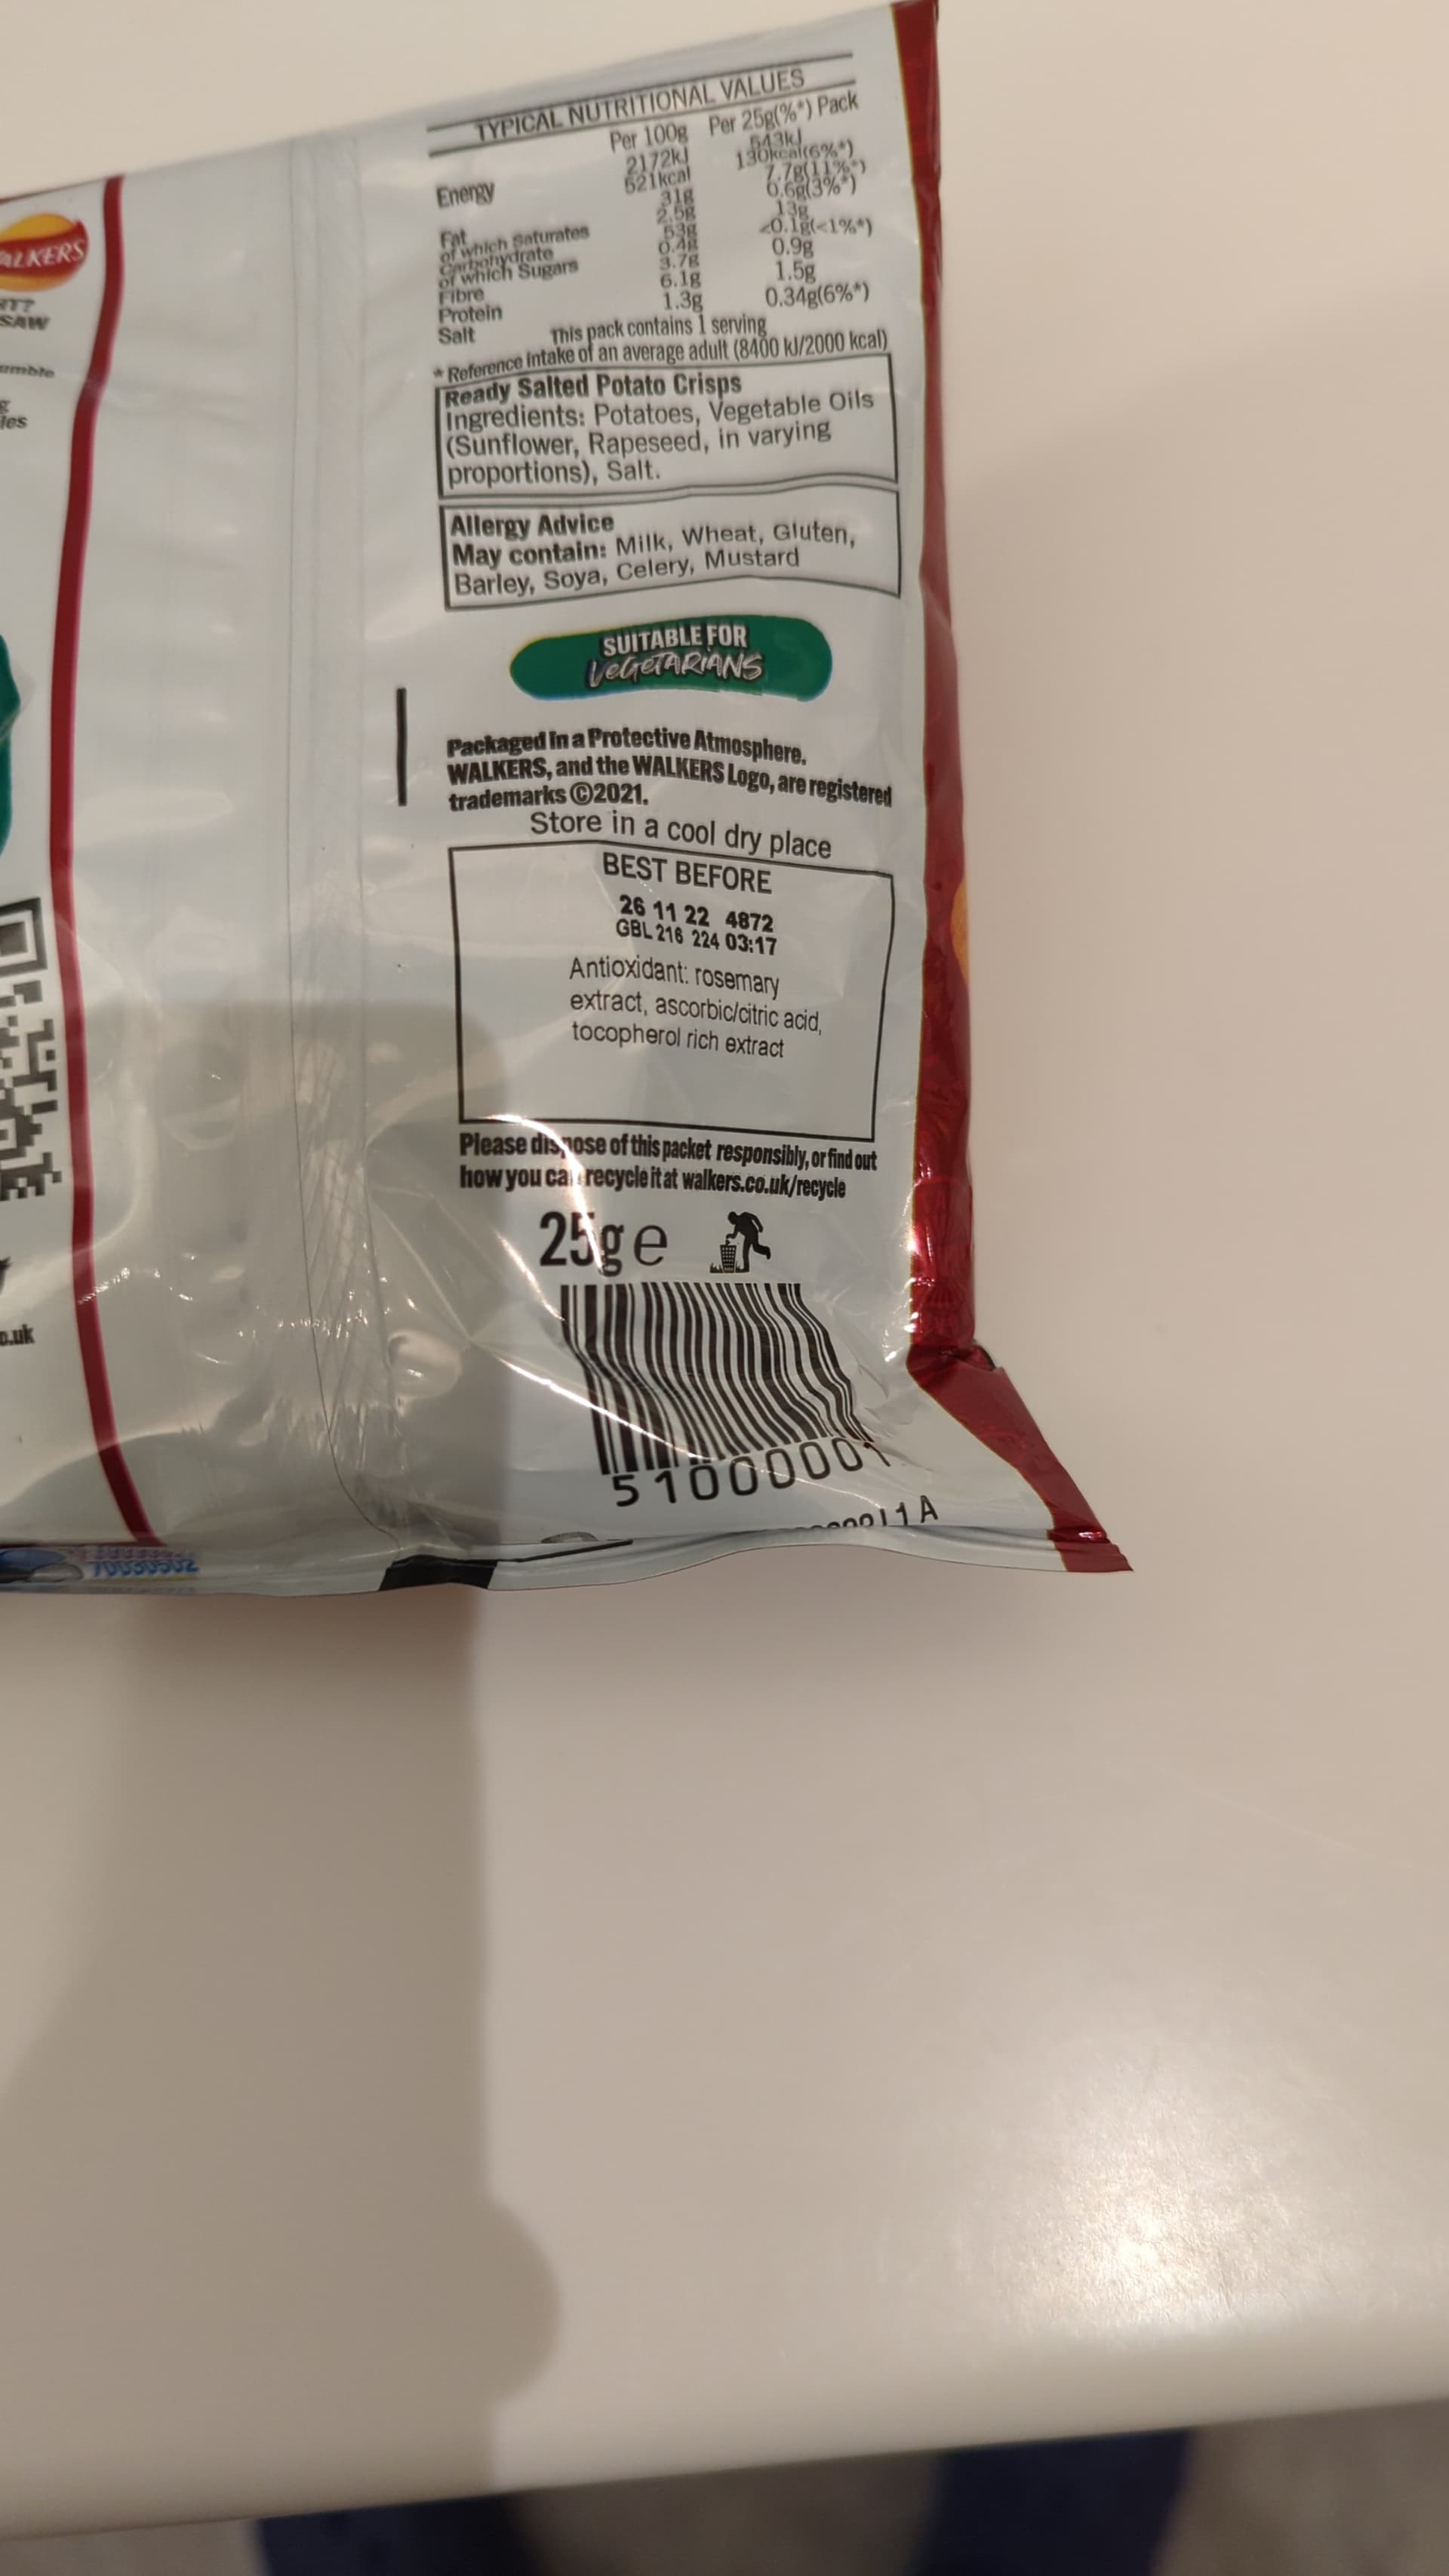 WALKERS
SAW
o.uk
TYPICAL NUTRITIONAL VALUES
Per 100g Per 25g(%*) Pack
Energy 2172kJ 543kJ
521kcal 130kcal(6%*)
Fat 31g 7.7g(11%*)
of which Saturates 2.5g 0.6g(3%*)
Carbohydrate 53g 13g
of which Sugars 0.4g <0.1g(<1%*)
Fibre 3.7g 0.9g
Protein 6.1g 1.5g
Salt 1.3g 0.34g(6%*)
This pack contains 1 serving
* Reference intake of an average adult (8400 kJ/2000 kcal)
Ready Salted Potato Crisps
Ingredients: Potatoes, Vegetable Oils
(Sunflower, Rapeseed, in varying
proportions), Salt.
Allergy Advice
May contain: Milk, Wheat, Gluten,
Barley, Soya, Celery, Mustard
SUITABLE FOR
VEGETARIANS
Packaged in a Protective Atmosphere.
WALKERS, and the WALKERS Logo, are registered
trademarks ©2021.
Store in a cool dry place
BEST BEFORE
26 11 22 4872
GBL 216 224 03:17
Antioxidant: rosemary
extract, ascorbic/citric acid,
tocopherol rich extract
Please dispose of this packet responsibly, or find out
how you can recycle it at walkers.co.uk/recycle
25g e
5100000
11A
70030502